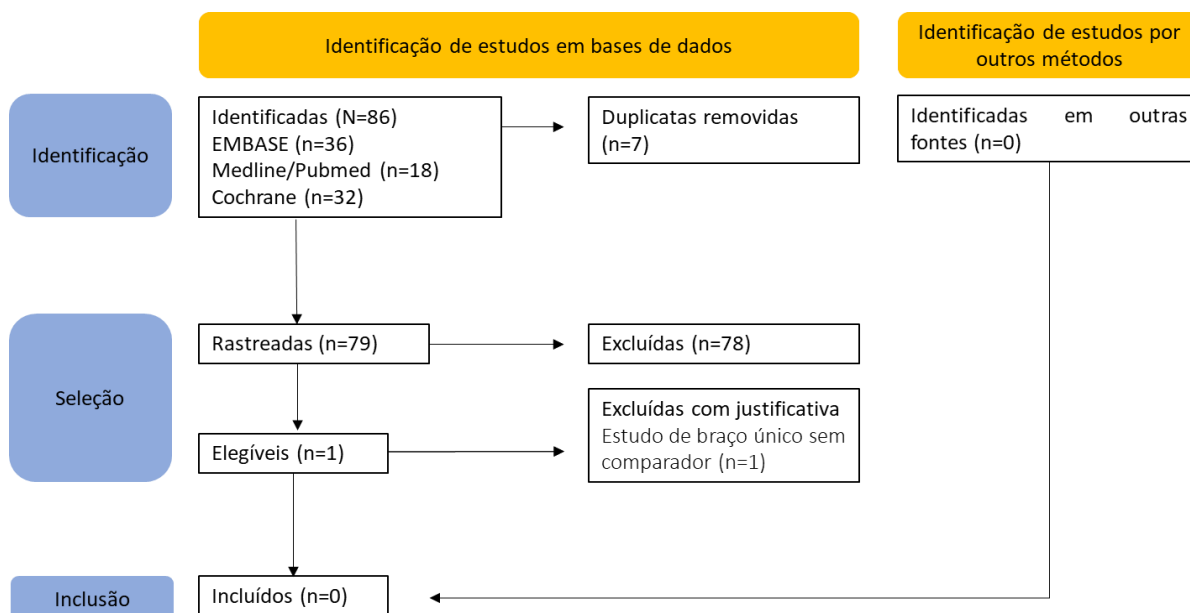 Identificação de estudos em bases de dados
Identificação de estudos por
outros métodos
Identificação
Identificadas (N=86)
EMBASE (n=36)
Medline/Pubmed (n=18)
Cochrane (n=32)
Duplicatas removidas
(n=7)
Identificadas em outras
fontes (n=0)
Seleção
Rastreadas (n=79)
Excluídas (n=78)
Elegíveis (n=1)
Excluídas com justificativa
Estudo de braço único sem
comparador (n=1)
Inclusão
Incluídos (n=0)